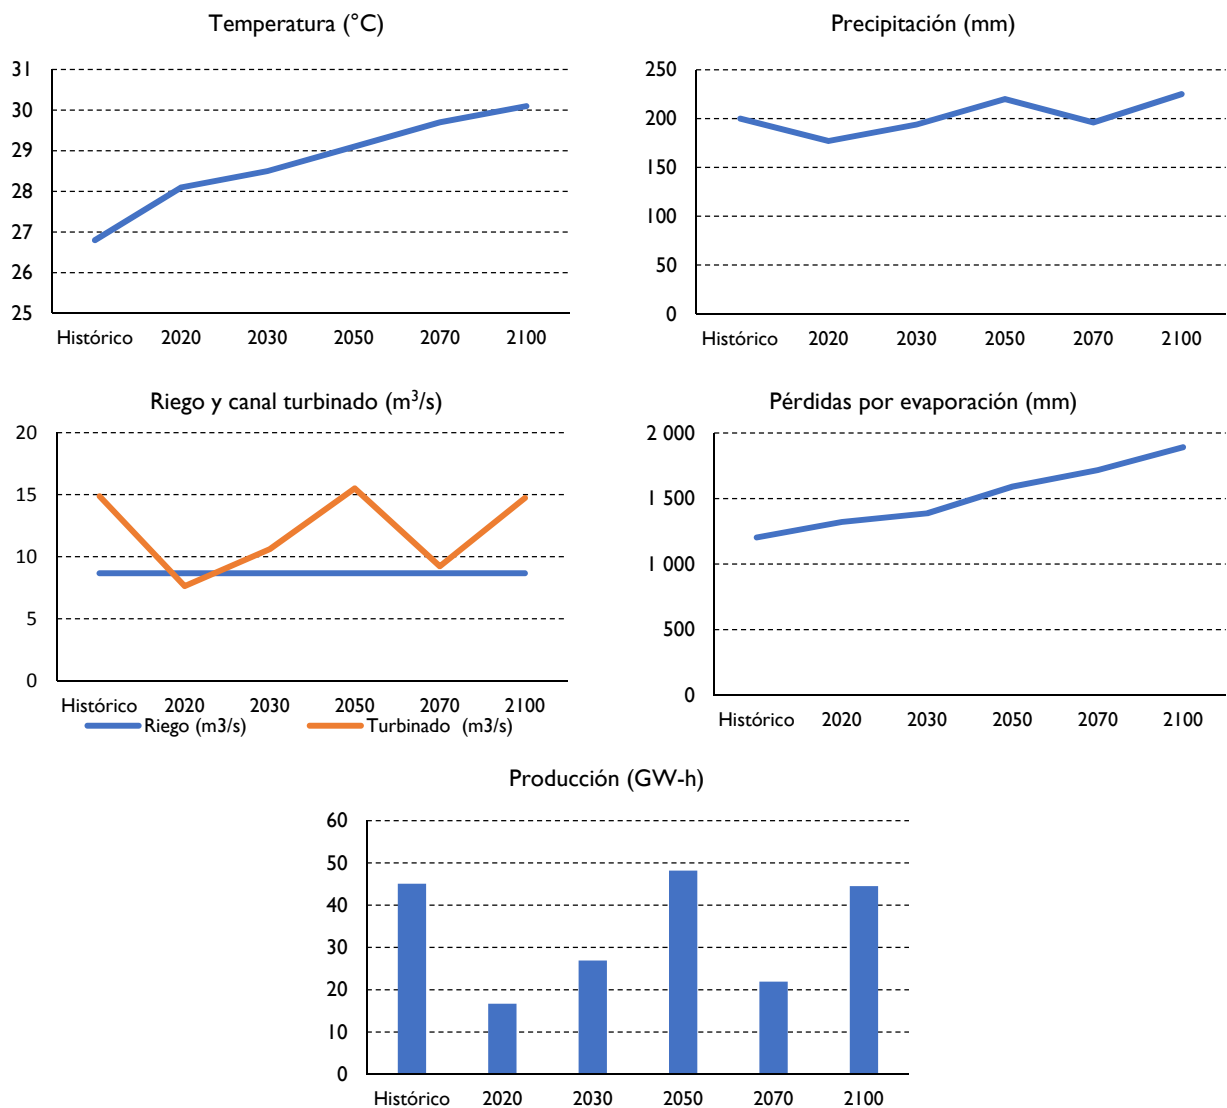 Temperatura (°C)
31
30
29
28
27
26
25
Histórico 2020 2030 2050 2070 2100
Precipitación (mm)
250
200
150
100
50
0
Histórico 2020 2030 2050 2070 2100
Riego y canal turbinado (m³/s)
20
15
10
5
0
Histórico 2020 2030 2050 2070 2100
Riego (m3/s) Turbinado (m3/s)
Pérdidas por evaporación (mm)
2 000
1 500
1 000
500
0
Histórico 2020 2030 2050 2070 2100
Producción (GW-h)
60
50
40
30
20
10
0
Histórico 2020 2030 2050 2070 2100